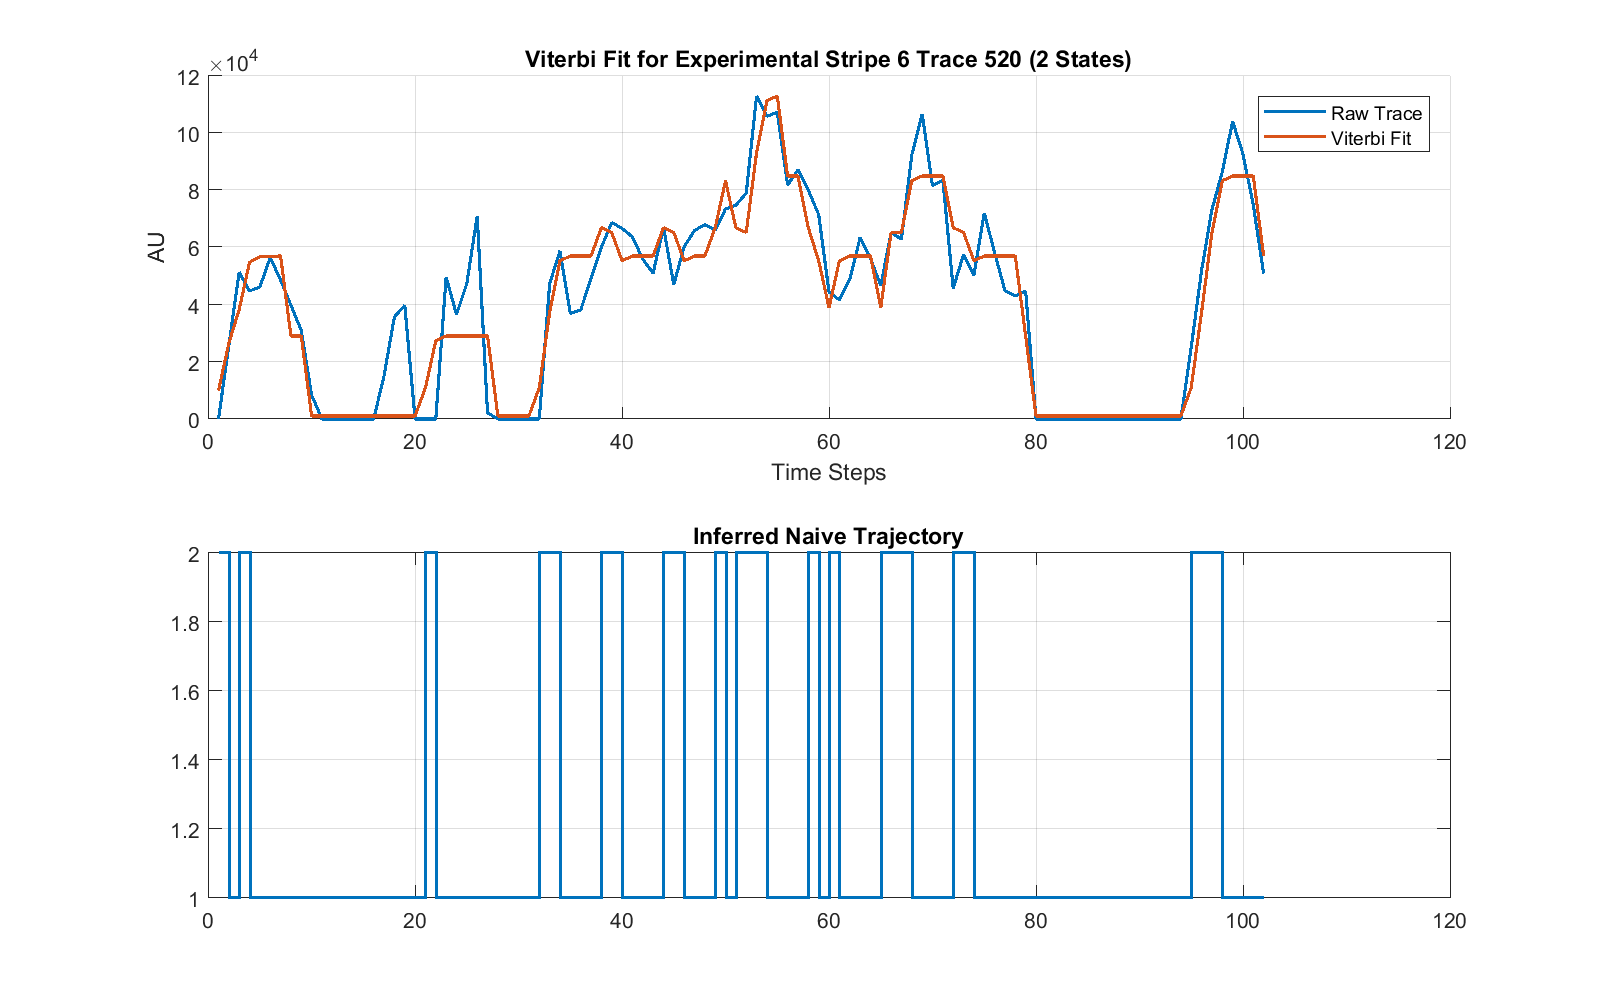 Viterbi Fit for Experimental Stripe 6 Trace 520 (2 States)
×10⁴
12
10
8
6
4
2
0
AU
Raw Trace
Viterbi Fit
0 20 40 60 80 100 120
Time Steps
Inferred Naive Trajectory
2
1.8
1.6
1.4
1.2
1
0 20 40 60 80 100 120